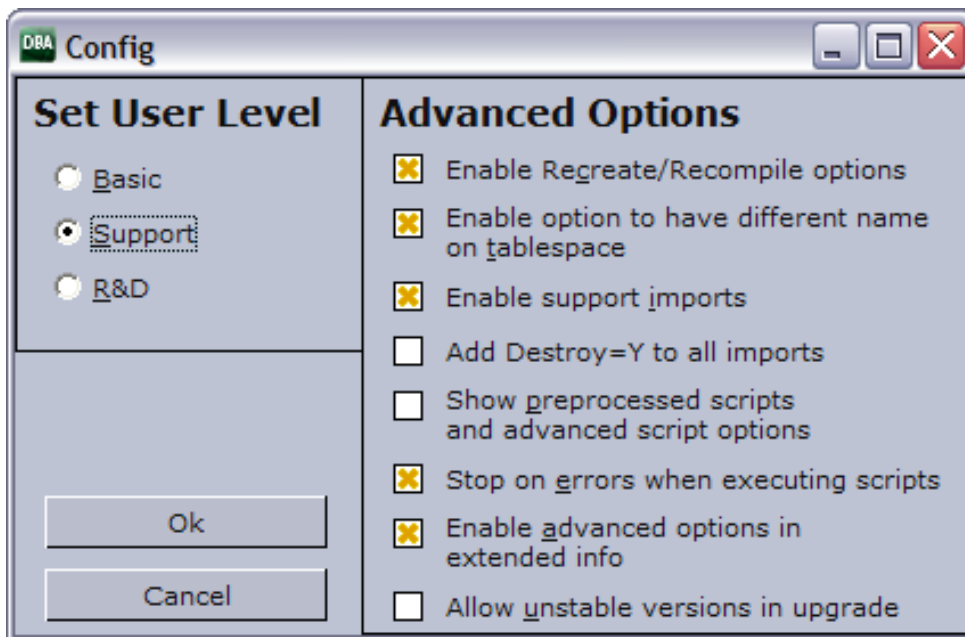 DBA Config
Set User Level
Basic
Support
R&D
Ok
Cancel
Advanced Options
Enable Recreate/Recompile options
Enable option to have different name
on tablespace
Enable support imports
Add Destroy=Y to all imports
Show preprocessed scripts
and advanced script options
Stop on errors when executing scripts
Enable advanced options in
extended info
Allow unstable versions in upgrade